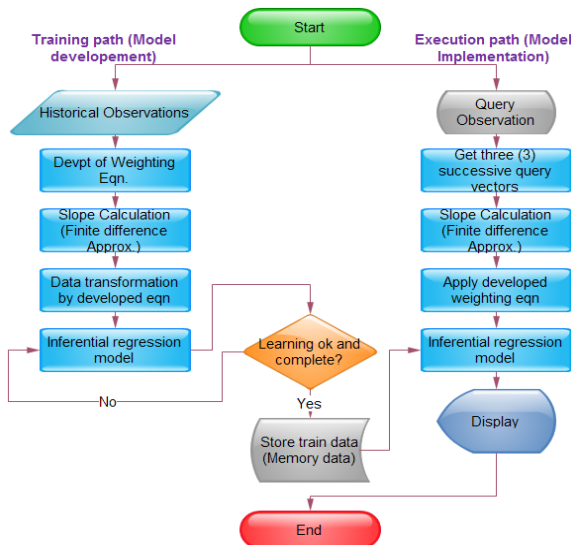 Start
Training path (Model
developement)
Historical Observations
Devpt of Weighting
Eqn.
Slope Calculation
(Finite difference
Approx.)
Data transformation
by developed eqn
Inferential regression
model
Learning ok and
complete?
No
Yes
Store train data
(Memory data)
Execution path (Model
Implementation)
Query
Observation
Get three (3)
successive query
vectors
Slope Calculation
(Finite difference
Approx.)
Apply developed
weighting eqn
Inferential regression
model
Display
End